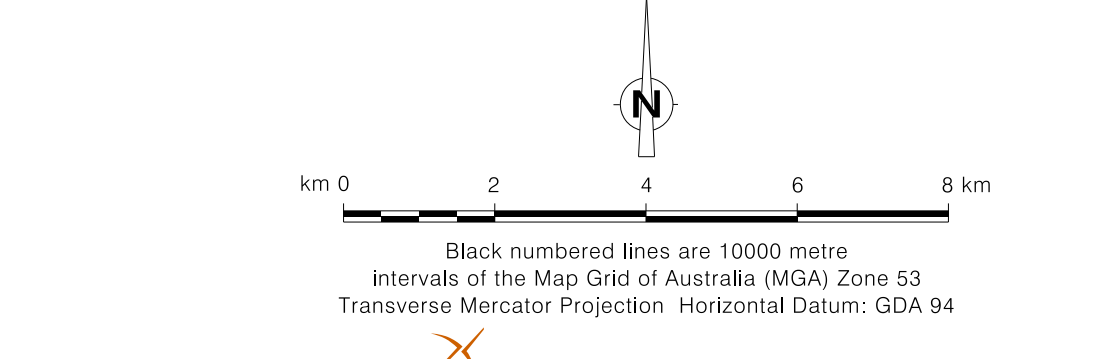 N
km 0 2 4 6 8 km
Black numbered lines are 10000 metre
intervals of the Map Grid of Australia (MGA) Zone 53
Transverse Mercator Projection Horizontal Datum: GDA 94